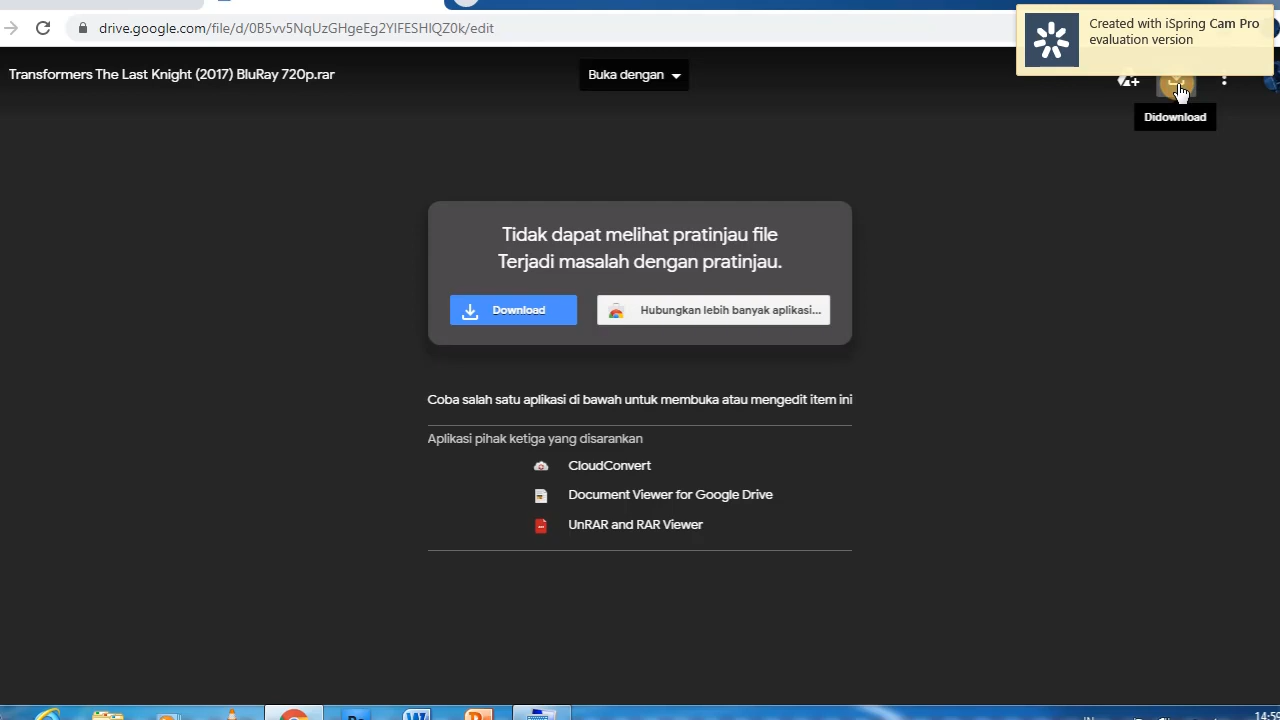 drive.google.com/file/d/0B5vv5NqUzGHgeEg2YlFESHlQZ0k/edit
Created with iSpring Cam Pro
evaluation version
Transformers The Last Knight (2017) BluRay 720p.rar
Buka dengan
Didownload
Tidak dapat melihat pratinjau file
Terjadi masalah dengan pratinjau.
Download
Hubungkan lebih banyak aplikasi...
Coba salah satu aplikasi di bawah untuk membuka atau mengedit item ini
Aplikasi pihak ketiga yang disarankan
CloudConvert
Document Viewer for Google Drive
UnRAR and RAR Viewer